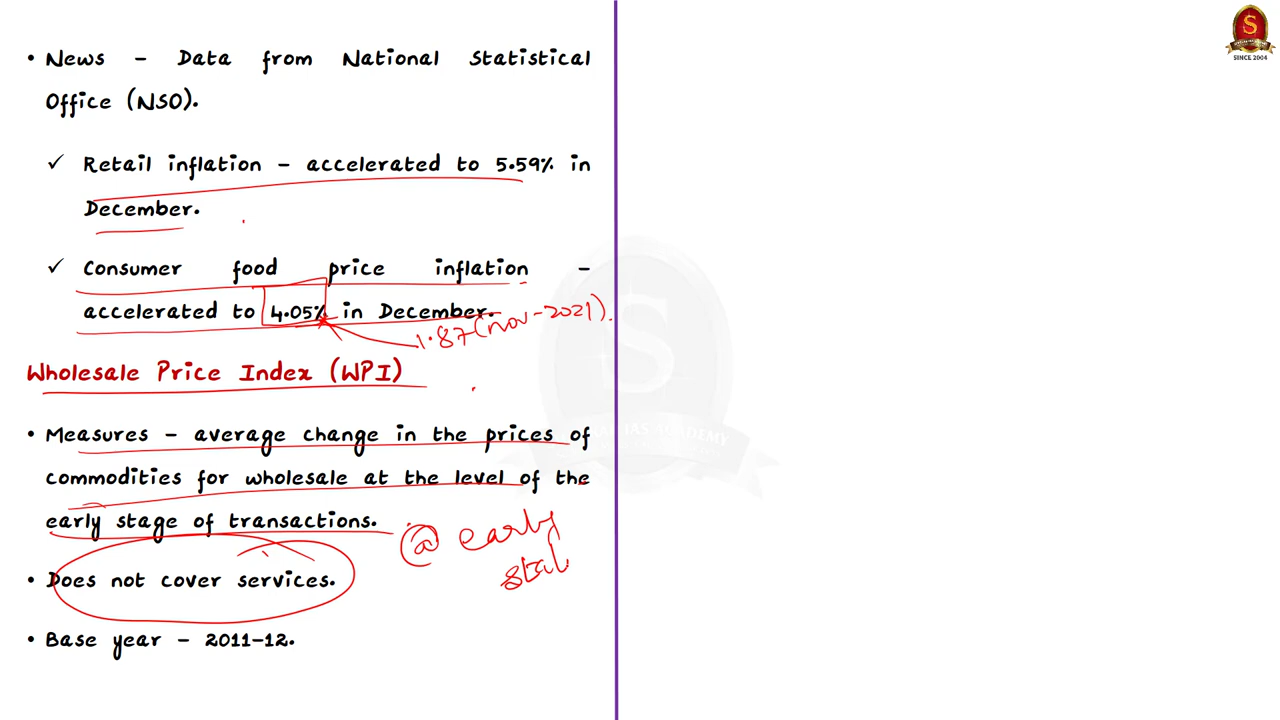 • News - Data from National Statistical
Office (NSO).
✓ Retail inflation - accelerated to 5.59% in
December.
✓ Consumer food price inflation -
accelerated to 4.05% in December.
1.87 (Nov-2021).
Wholesale Price Index (WPI)
• Measures - average change in the prices of
commodities for wholesale at the level of the
early stage of transactions.
@ early
• Does not cover services.
• Base year - 2011-12.
S
SINCE 2004